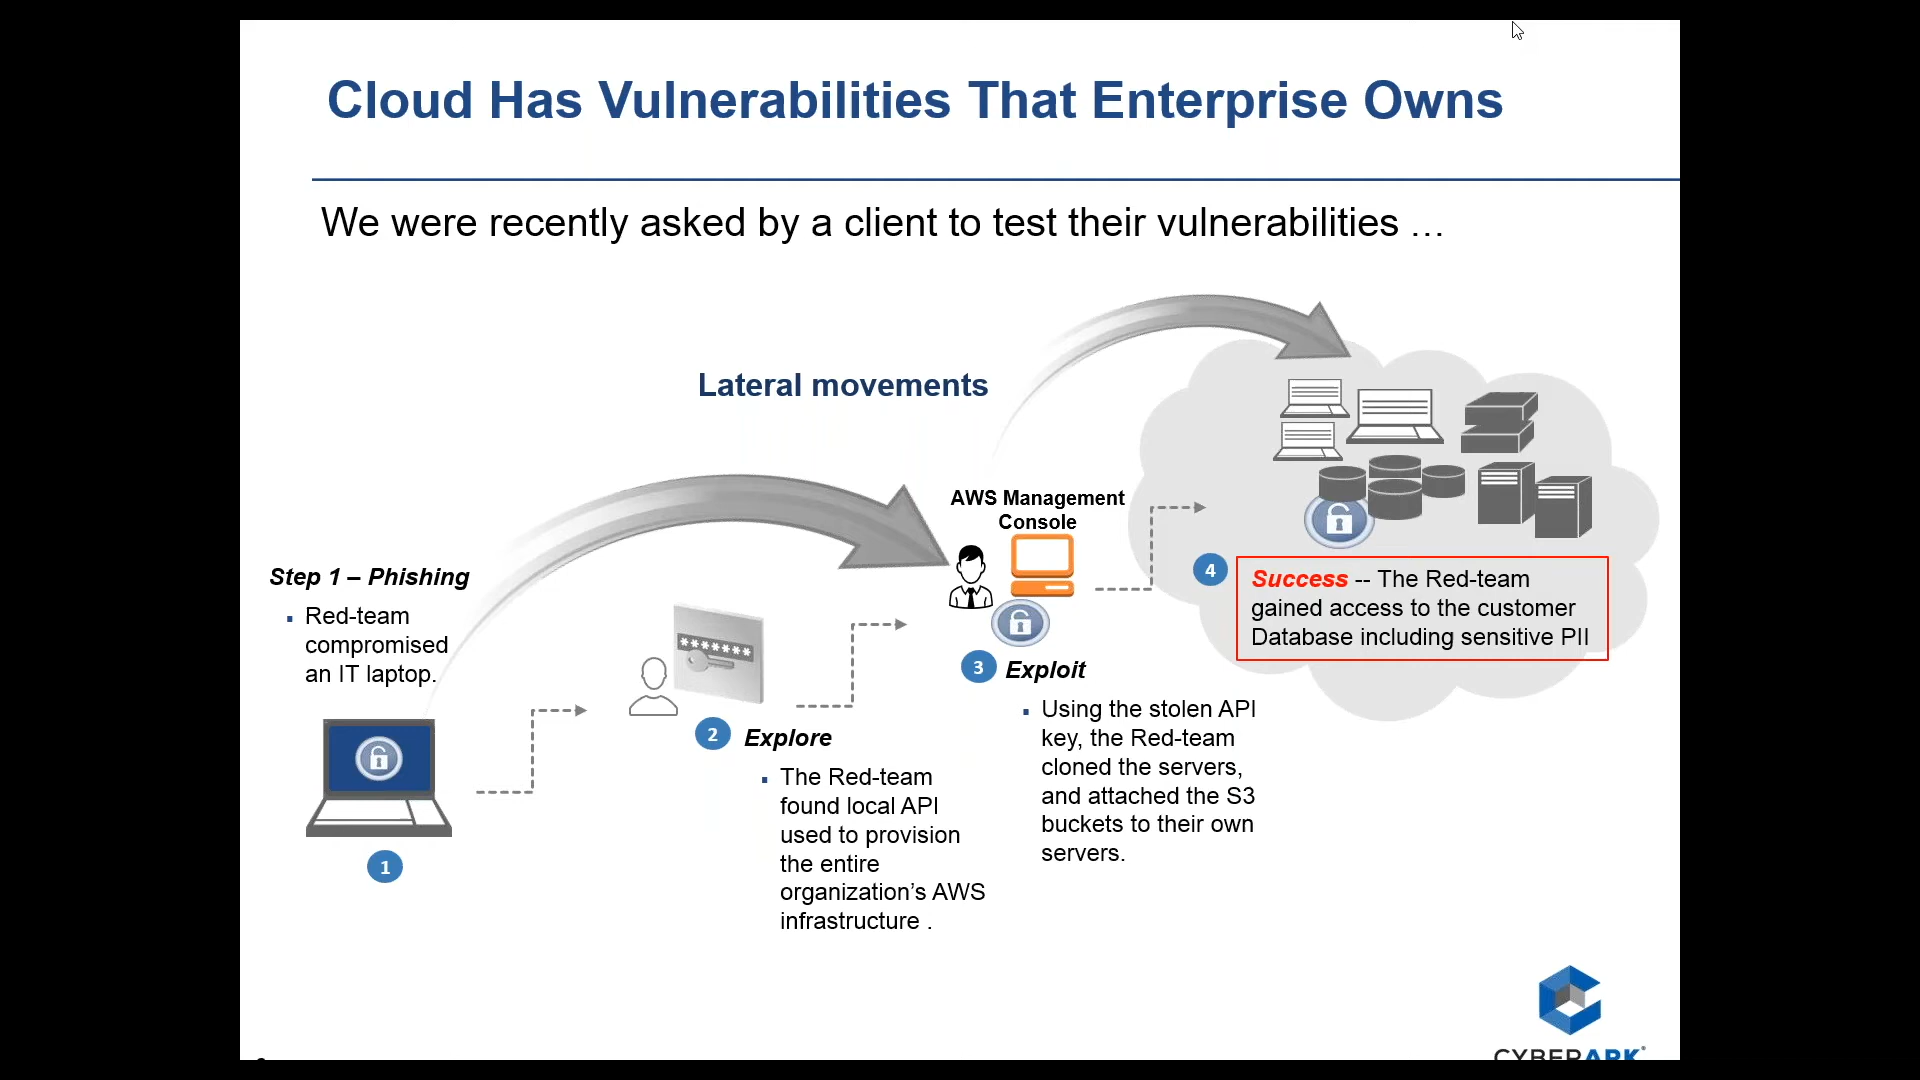 Cloud Has Vulnerabilities That Enterprise Owns
We were recently asked by a client to test their vulnerabilities …
Lateral movements
Step 1 – Phishing
▪ Red-team
compromised
an IT laptop.
1
*******
2 Explore
▪ The Red-team
found local API
used to provision
the entire
organization’s AWS
infrastructure .
AWS Management
Console
3 Exploit
▪ Using the stolen API
key, the Red-team
cloned the servers,
and attached the S3
buckets to their own
servers.
4 Success -- The Red-team
gained access to the customer
Database including sensitive PII
CYBERARK®